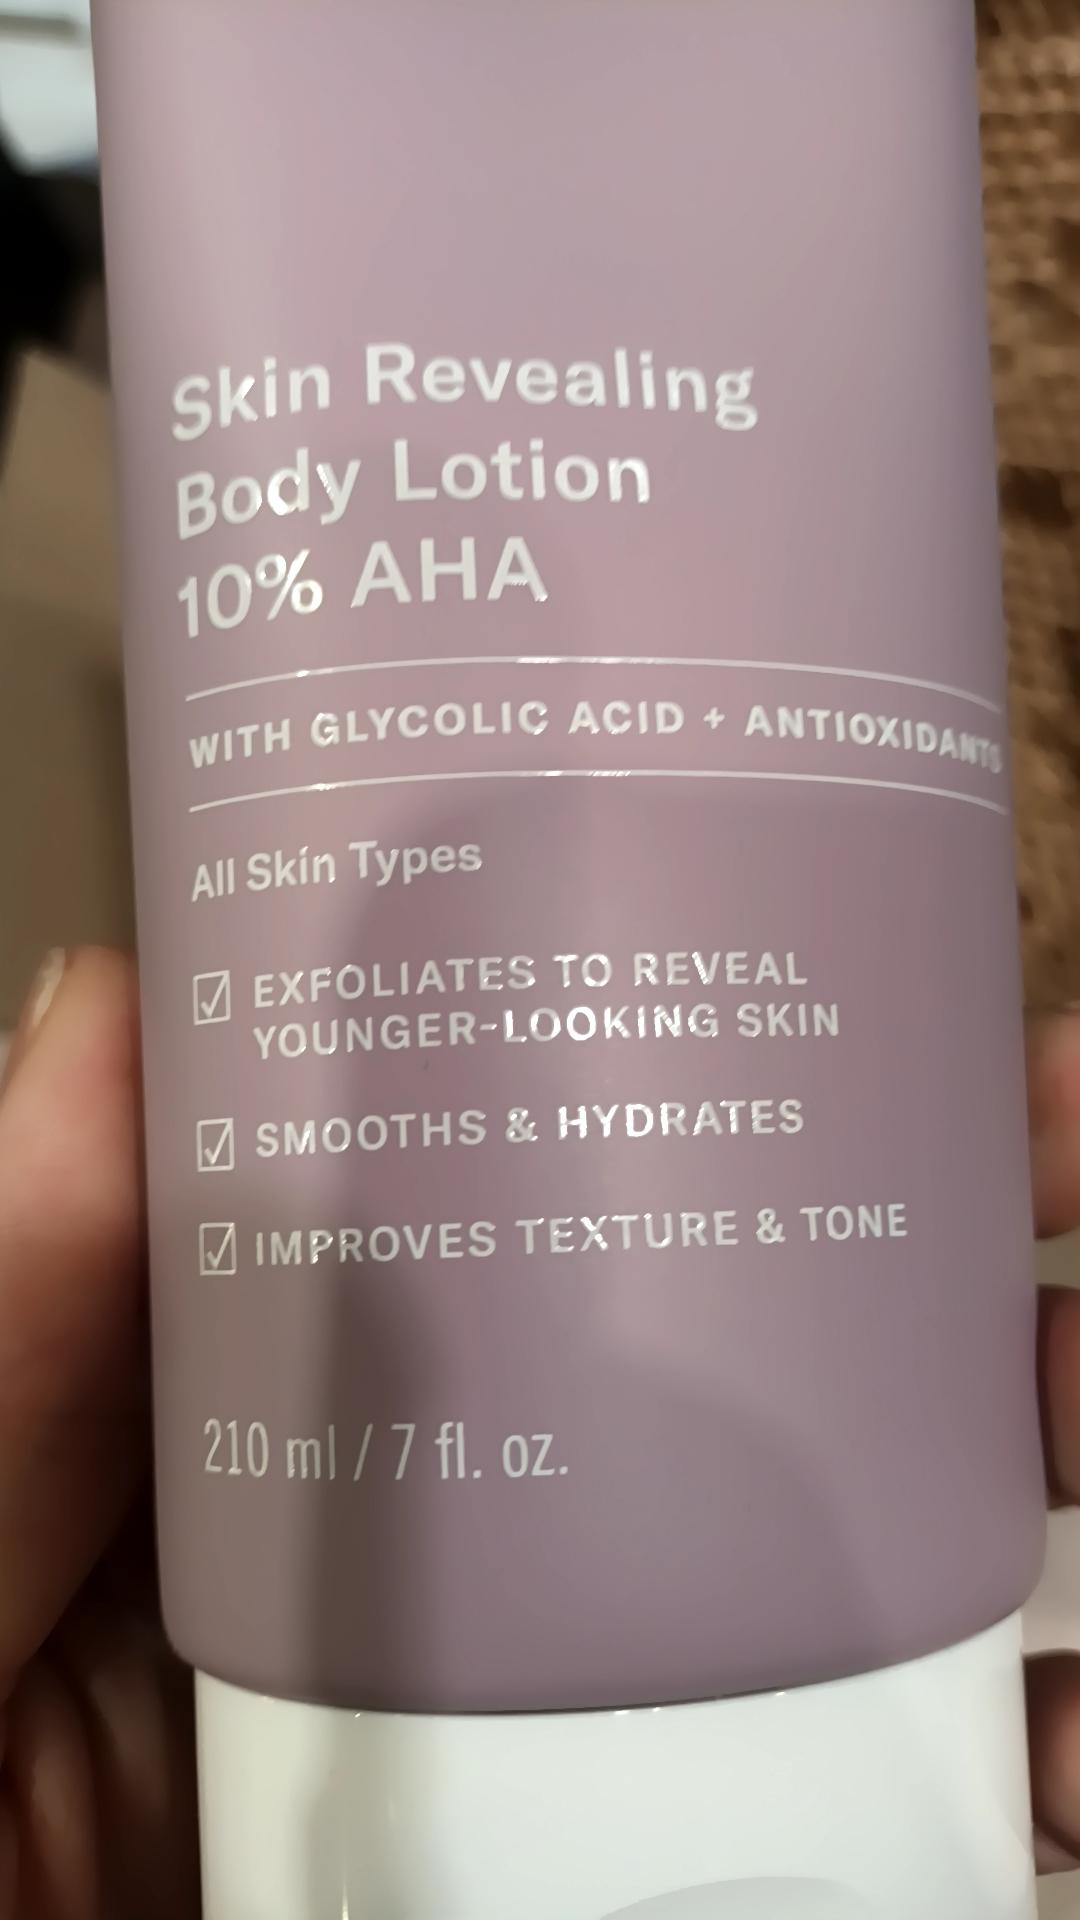 Skin Revealing
Body Lotion
10% AHA
WITH GLYCOLIC ACID + ANTIOXIDANTS
All Skin Types
☑ EXFOLIATES TO REVEAL
YOUNGER-LOOKING SKIN
☑ SMOOTHS & HYDRATES
☑ IMPROVES TEXTURE & TONE
210 ml / 7 fl. oz.